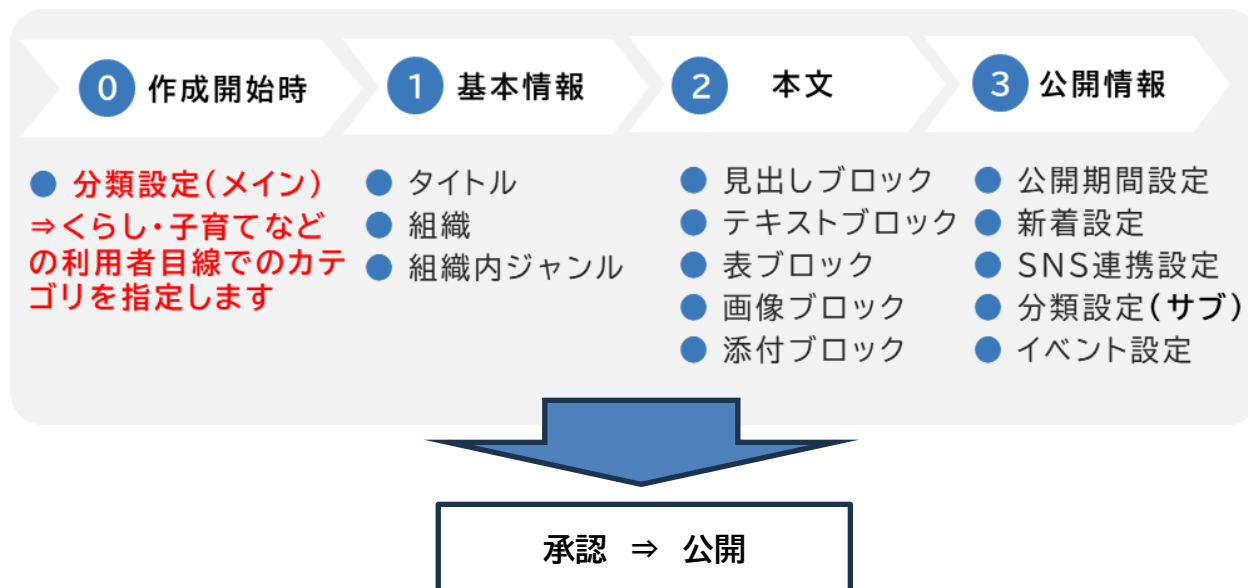 0 作成開始時
1 基本情報
2 本文
3 公開情報
● 分類設定(メイン)
⇒くらし・子育てなど
の利用者目線でのカテ
ゴリを指定します
● タイトル
● 組織
● 組織内ジャンル
● 見出しブロック
● テキストブロック
● 表ブロック
● 画像ブロック
● 添付ブロック
● 公開期間設定
● 新着設定
● SNS連携設定
● 分類設定(サブ)
● イベント設定
承認 ⇒ 公開